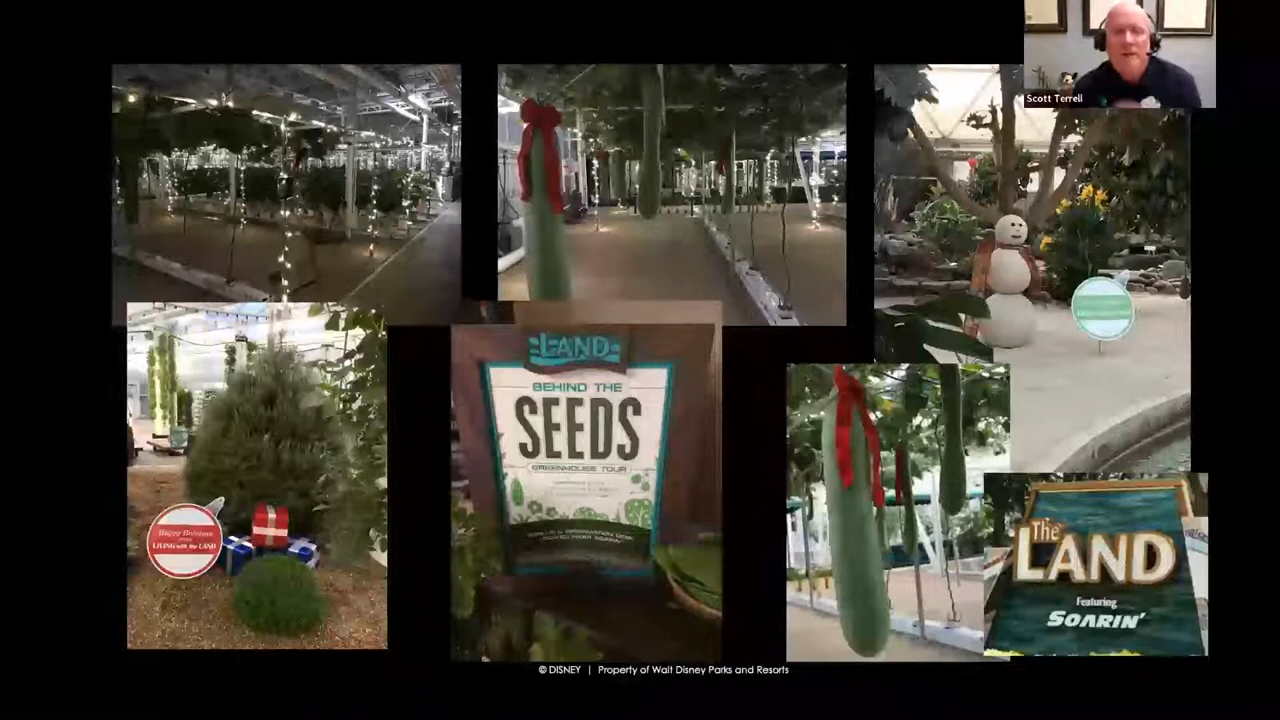 Scott Terrell
LAND
BEHIND THE
SEEDS
GREENHOUSE TOUR
Happy Holidays
LIVING with the LAND
The
LAND
Featuring
SOARIN'
© DISNEY | Property of Walt Disney Parks and Resorts